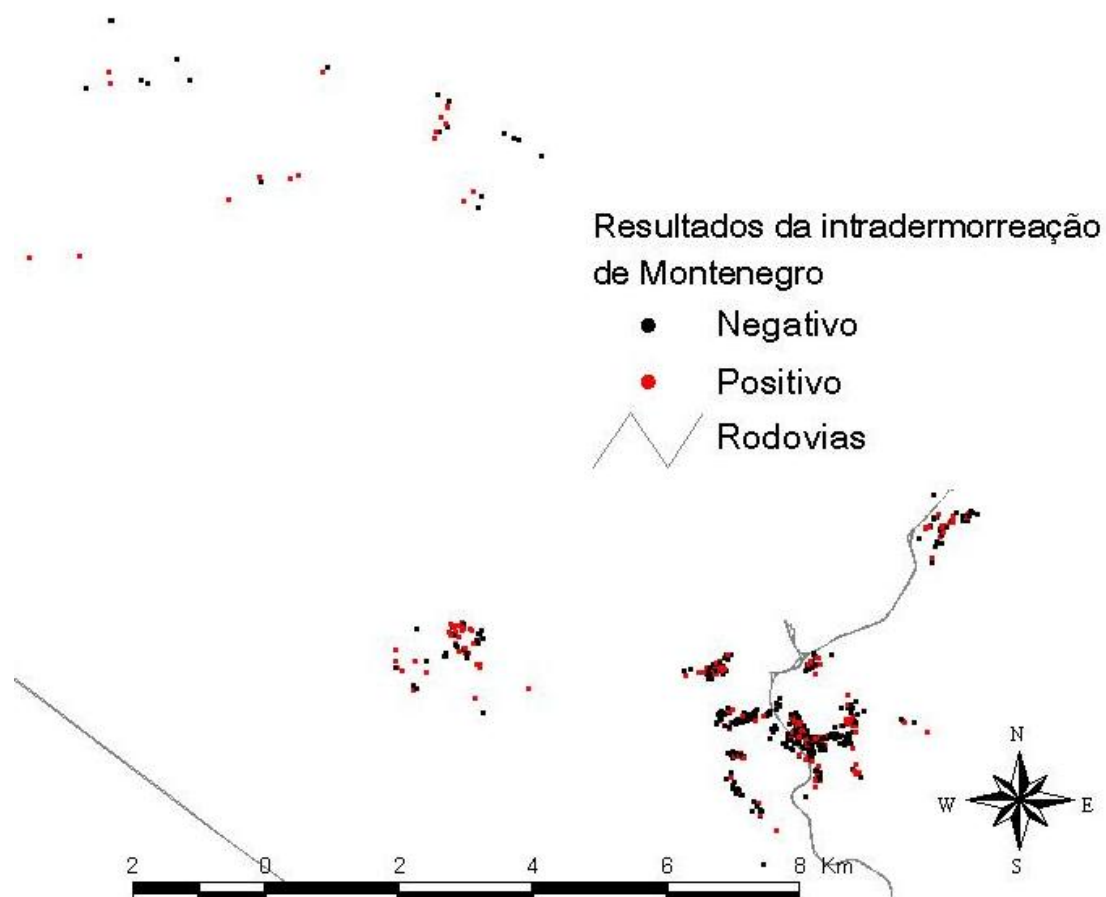 Resultados da intradermorreação
de Montenegro
Negativo
Positivo
Rodovias
N
W E
S
2 0 2 4 6 8 Km